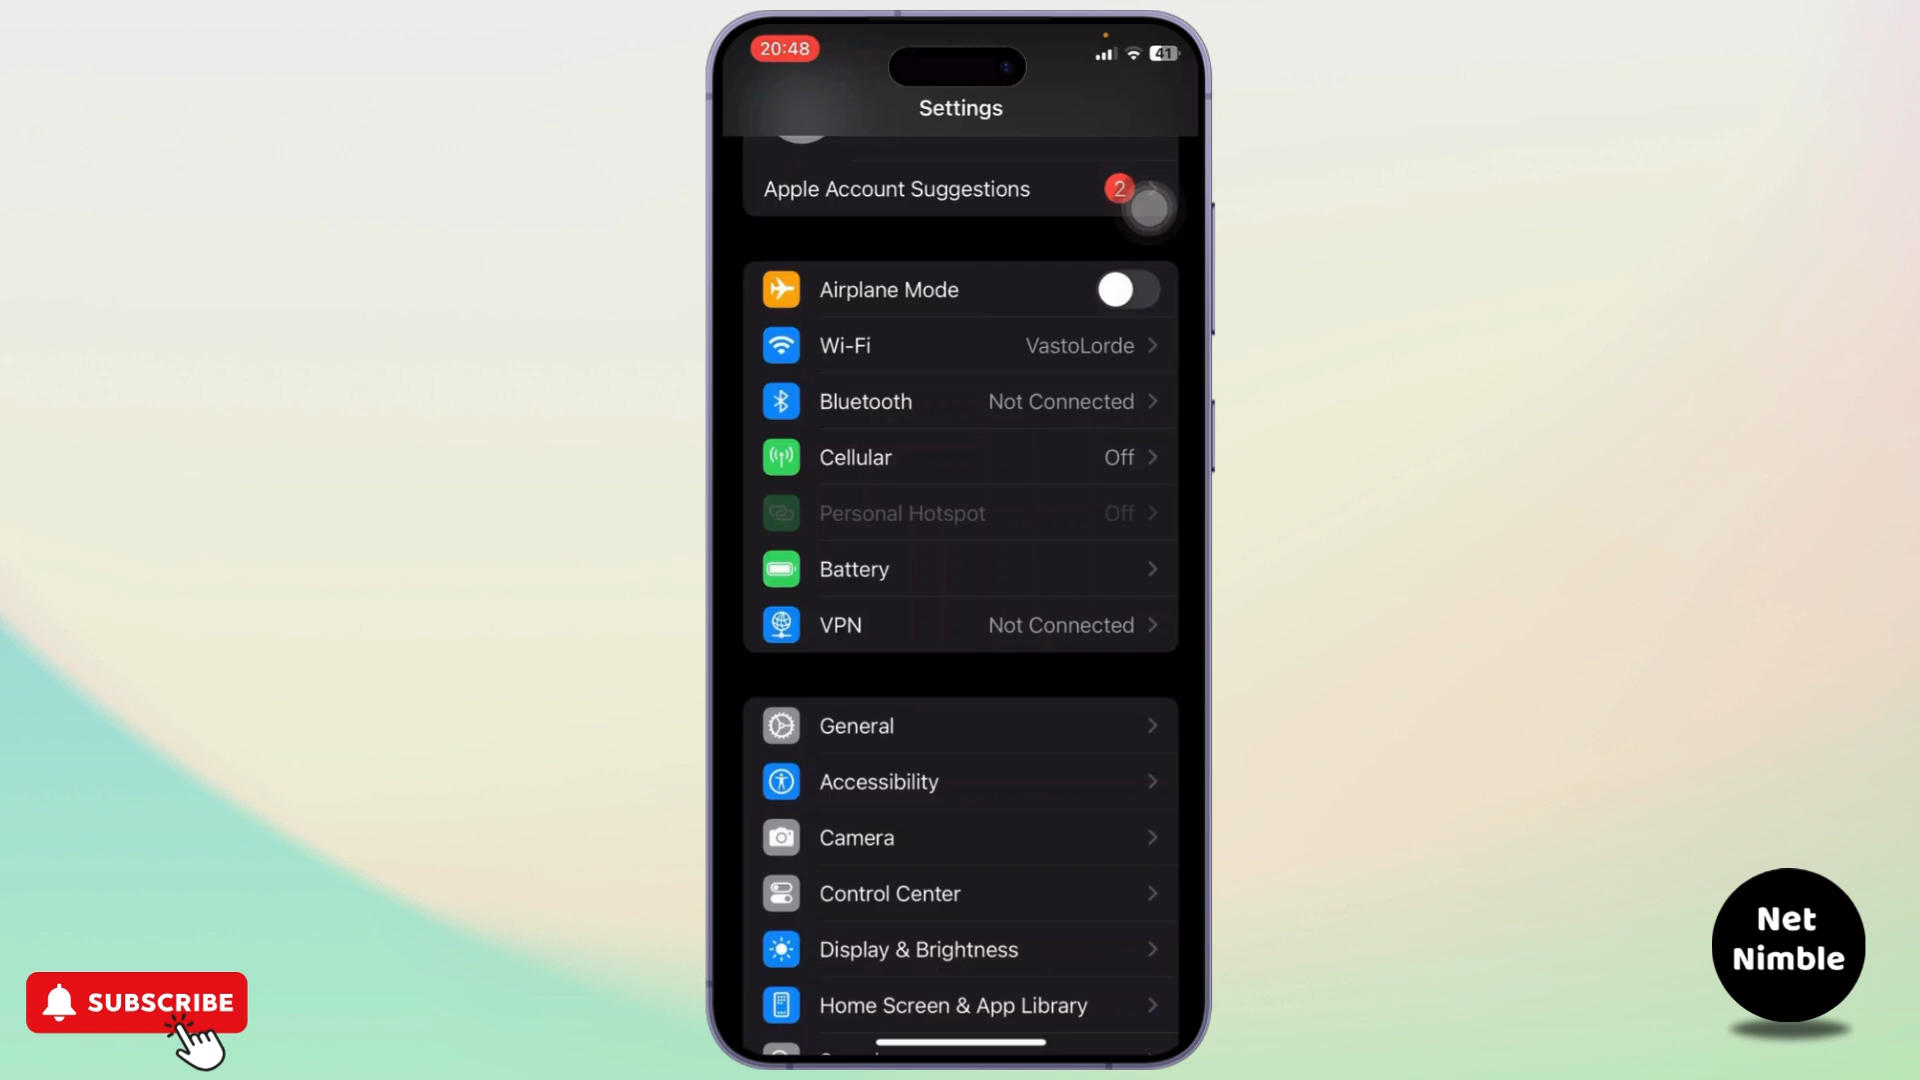 20:48
41
Settings
Apple Account Suggestions 2
Airplane Mode
Wi-Fi VastoLorde
Bluetooth Not Connected
Cellular Off
Personal Hotspot Off
Battery
VPN Not Connected
General
Accessibility
Camera
Control Center
Display & Brightness
Home Screen & App Library
SUBSCRIBE
Net
Nimble